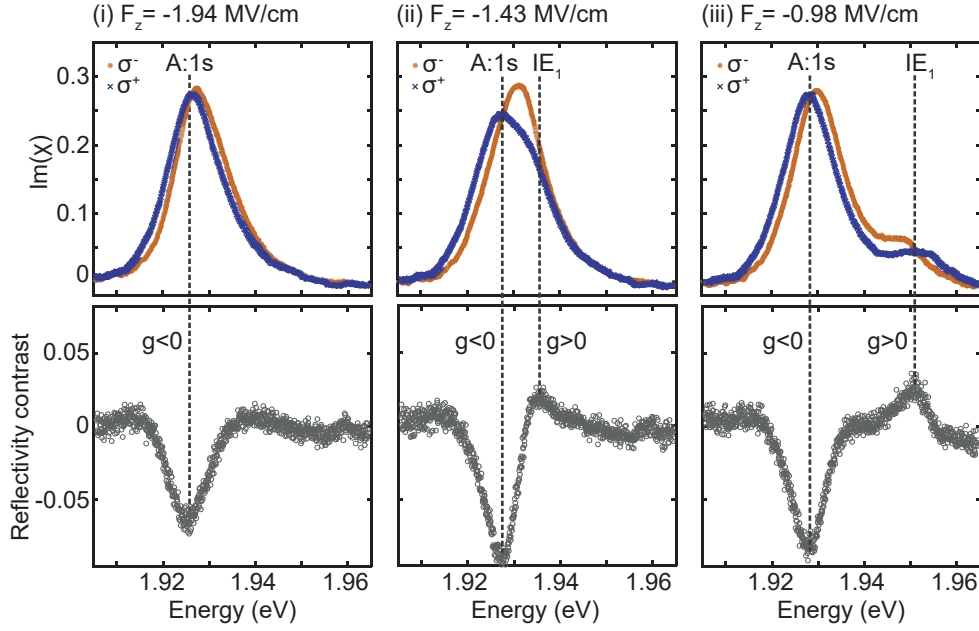 (i) F_z= -1.94 MV/cm
(ii) F_z= -1.43 MV/cm
(iii) F_z= -0.98 MV/cm
σ⁻
σ⁺
A:1s
σ⁻
σ⁺
A:1s
IE₁
σ⁻
σ⁺
A:1s
IE₁
Im(χ)
0.3
0.2
0.1
0
g<0
g<0
g>0
g<0
g>0
Reflectivity contrast
0.05
0
-0.05
1.92
1.94
1.96
1.92
1.94
1.96
1.92
1.94
1.96
Energy (eV)
Energy (eV)
Energy (eV)